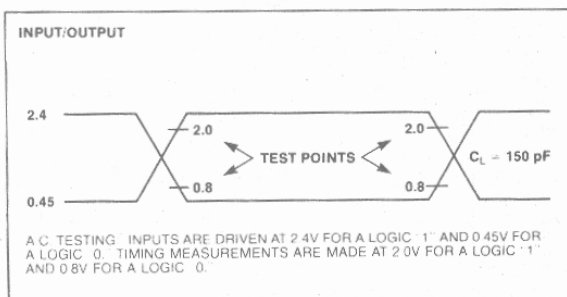 INPUT/OUTPUT
2.4
2.0
2.0
TEST POINTS
C_L = 150 pF
0.8
0.8
0.45
A C TESTING INPUTS ARE DRIVEN AT 2 4V FOR A LOGIC "1" AND 0 45V FOR
A LOGIC 0. TIMING MEASUREMENTS ARE MADE AT 2 0V FOR A LOGIC "1"
AND 0 8V FOR A LOGIC 0.